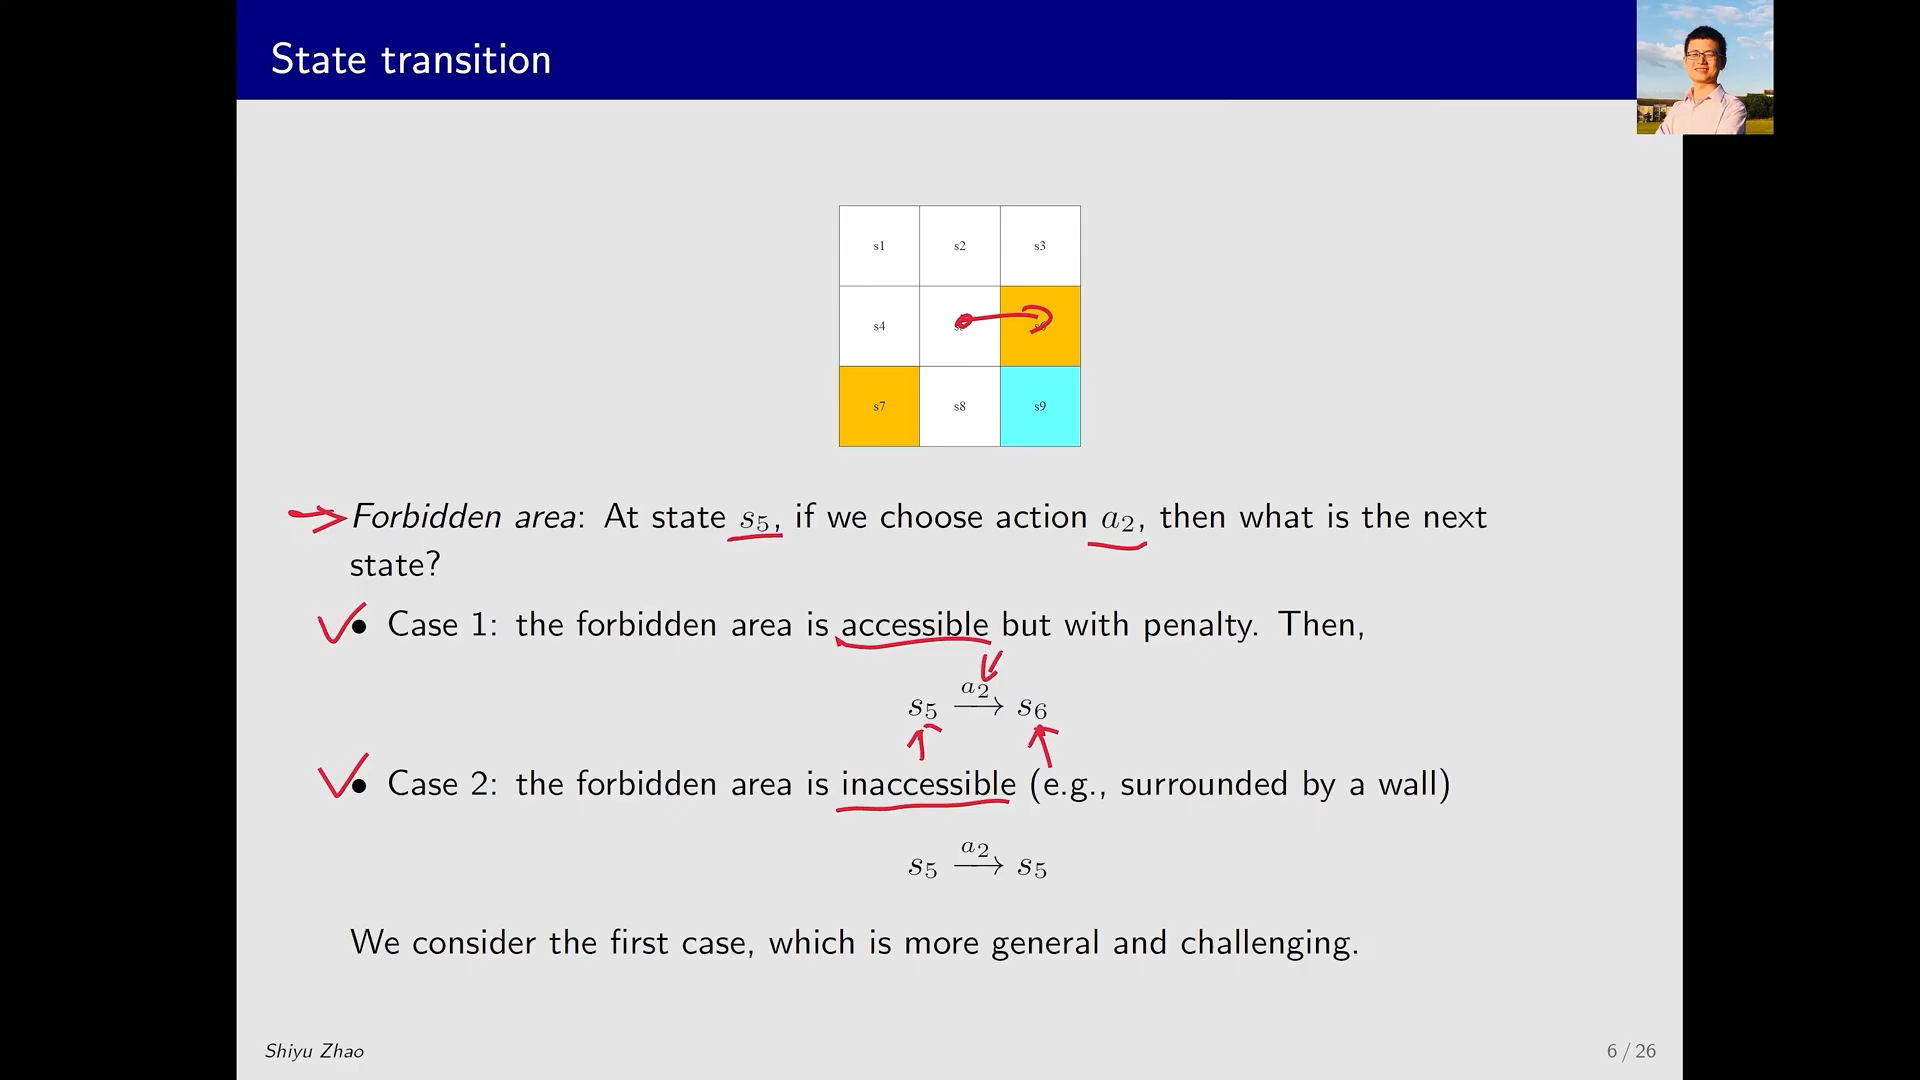 State transition
s1 s2 s3
s4
s7 s8 s9
Forbidden area: At state s₅, if we choose action a₂, then what is the next
state?
• Case 1: the forbidden area is accessible but with penalty. Then,
s₅ —a₂→ s₆
• Case 2: the forbidden area is inaccessible (e.g., surrounded by a wall)
s₅ —a₂→ s₅
We consider the first case, which is more general and challenging.
Shiyu Zhao 6 / 26